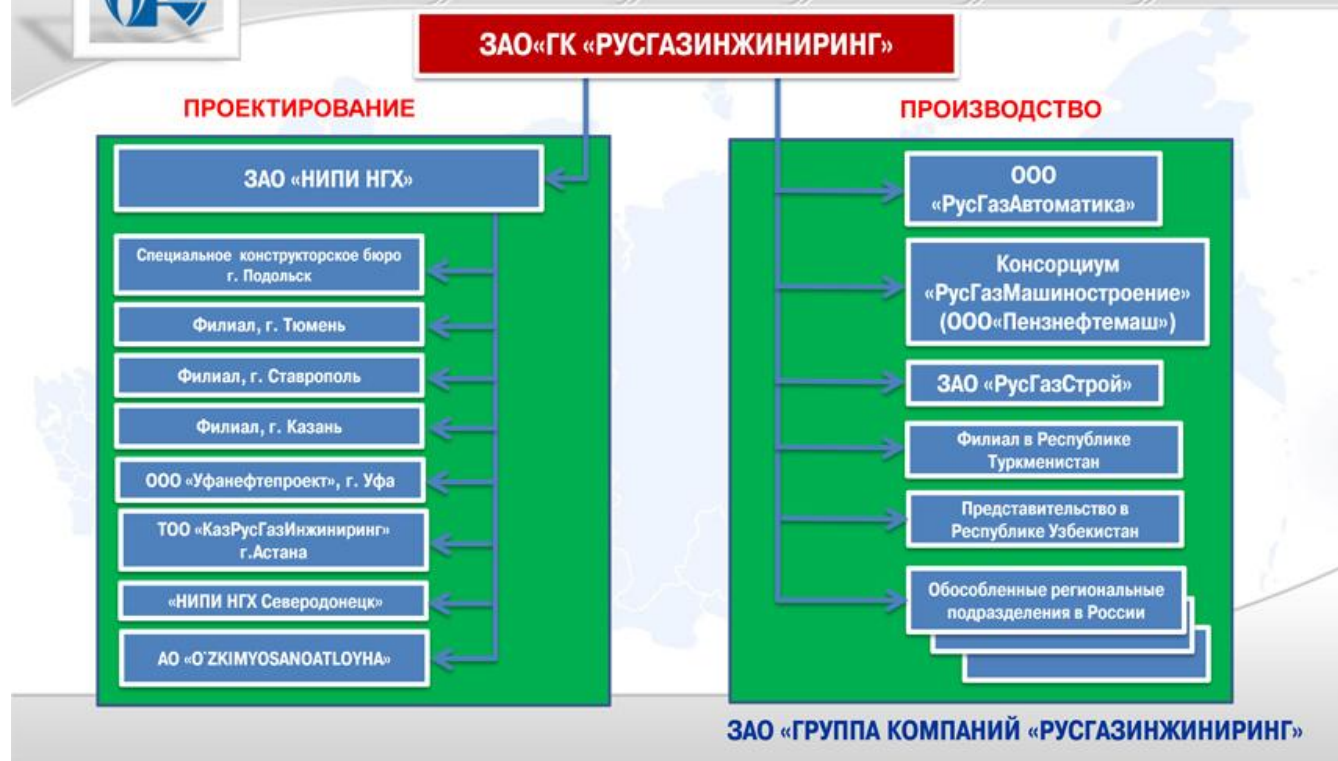 ЗАО«ГК «РУСГАЗИНЖИНИРИНГ»
ПРОЕКТИРОВАНИЕ
ЗАО «НИПИ НГХ»
Специальное конструкторское бюро
г. Подольск
Филиал, г. Тюмень
Филиал, г. Ставрополь
Филиал, г. Казань
ООО «Уфанефтепроект», г. Уфа
ТОО «КазРусГазИнжиниринг»
г.Астана
«НИПИ НГХ Северодонецк»
АО «O`ZKIMYOSANOATLOYHA»
ПРОИЗВОДСТВО
ООО
«РусГазАвтоматика»
Консорциум
«РусГазМашиностроение»
(ООО«Пензнефтемаш»)
ЗАО «РусГазСтрой»
Филиал в Республике
Туркменистан
Представительство в
Республике Узбекистан
Обособленные региональные
подразделения в России
ЗАО «ГРУППА КОМПАНИЙ «РУСГАЗИНЖИНИРИНГ»